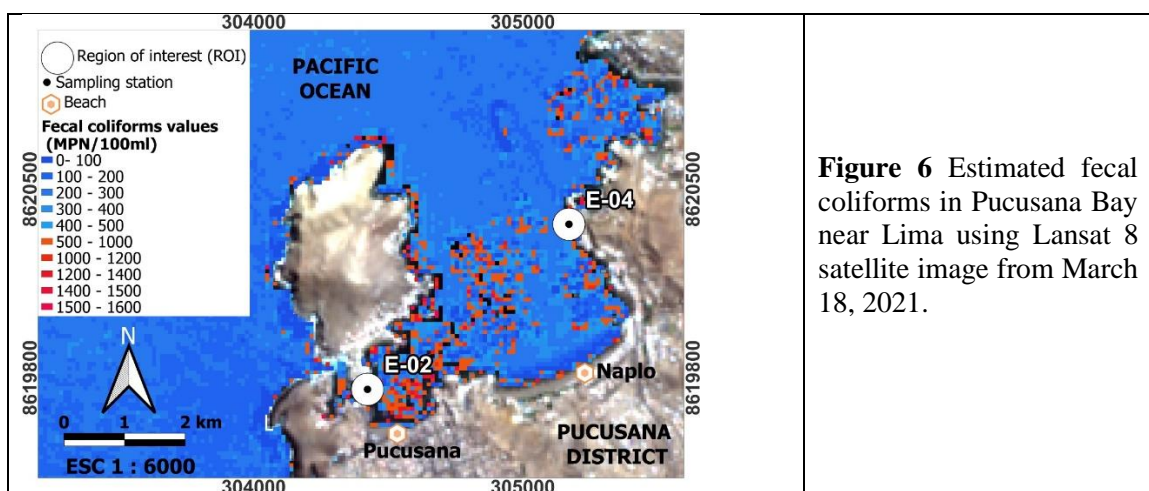 304000 305000
Region of interest (ROI)
Sampling station
Beach
Fecal coliforms values
(MPN/100ml)
0- 100
100 - 200
200 - 300
300 - 400
400 - 500
500 - 1000
1000 - 1200
1200 - 1400
1400 - 1500
1500 - 1600
PACIFIC
OCEAN
8620500
8620500
E-04
E-02
N
8619800
8619800
Naplo
0 1 2 km
ESC 1 : 6000
Pucusana
PUCUSANA
DISTRICT
304000 305000
Figure 6 Estimated fecal
coliforms in Pucusana Bay
near Lima using Lansat 8
satellite image from March
18, 2021.